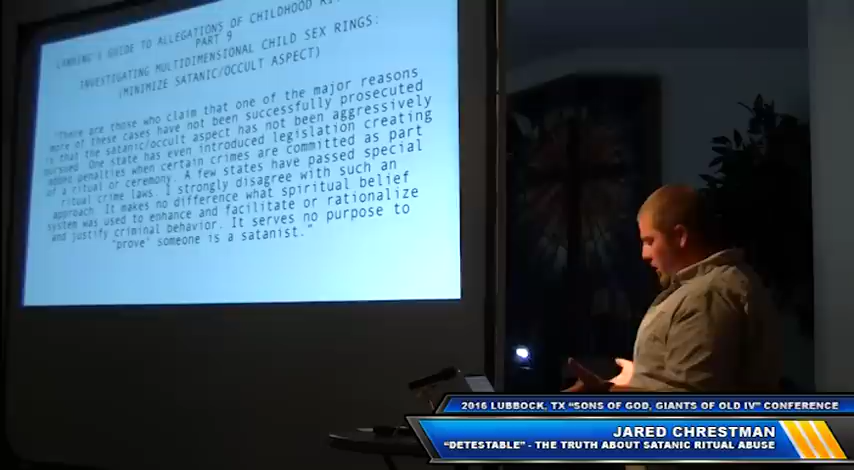 LANNING'S GUIDE TO ALLEGATIONS OF CHILDHOOD
PART 9
INVESTIGATING MULTIDIMENSIONAL CHILD SEX RINGS:
(MINIMIZE SATANIC/OCCULT ASPECT)
"There are those who claim that one of the major reasons
more of these cases have not been successfully prosecuted
is that the satanic/occult aspect has not been aggressively
pursued. One state has even introduced legislation creating
added penalties when certain crimes are committed as part
of a ritual or ceremony. A few states have passed special
ritual crime laws. I strongly disagree with such an
approach. It makes no difference what spiritual belief
system was used to enhance and facilitate or rationalize
and justify criminal behavior. It serves no purpose to
"prove" someone is a satanist."
2016 LUBBOCK, TX "SONS OF GOD, GIANTS OF OLD IV" CONFERENCE
JARED CHRESTMAN
"DETESTABLE" - THE TRUTH ABOUT SATANIC RITUAL ABUSE